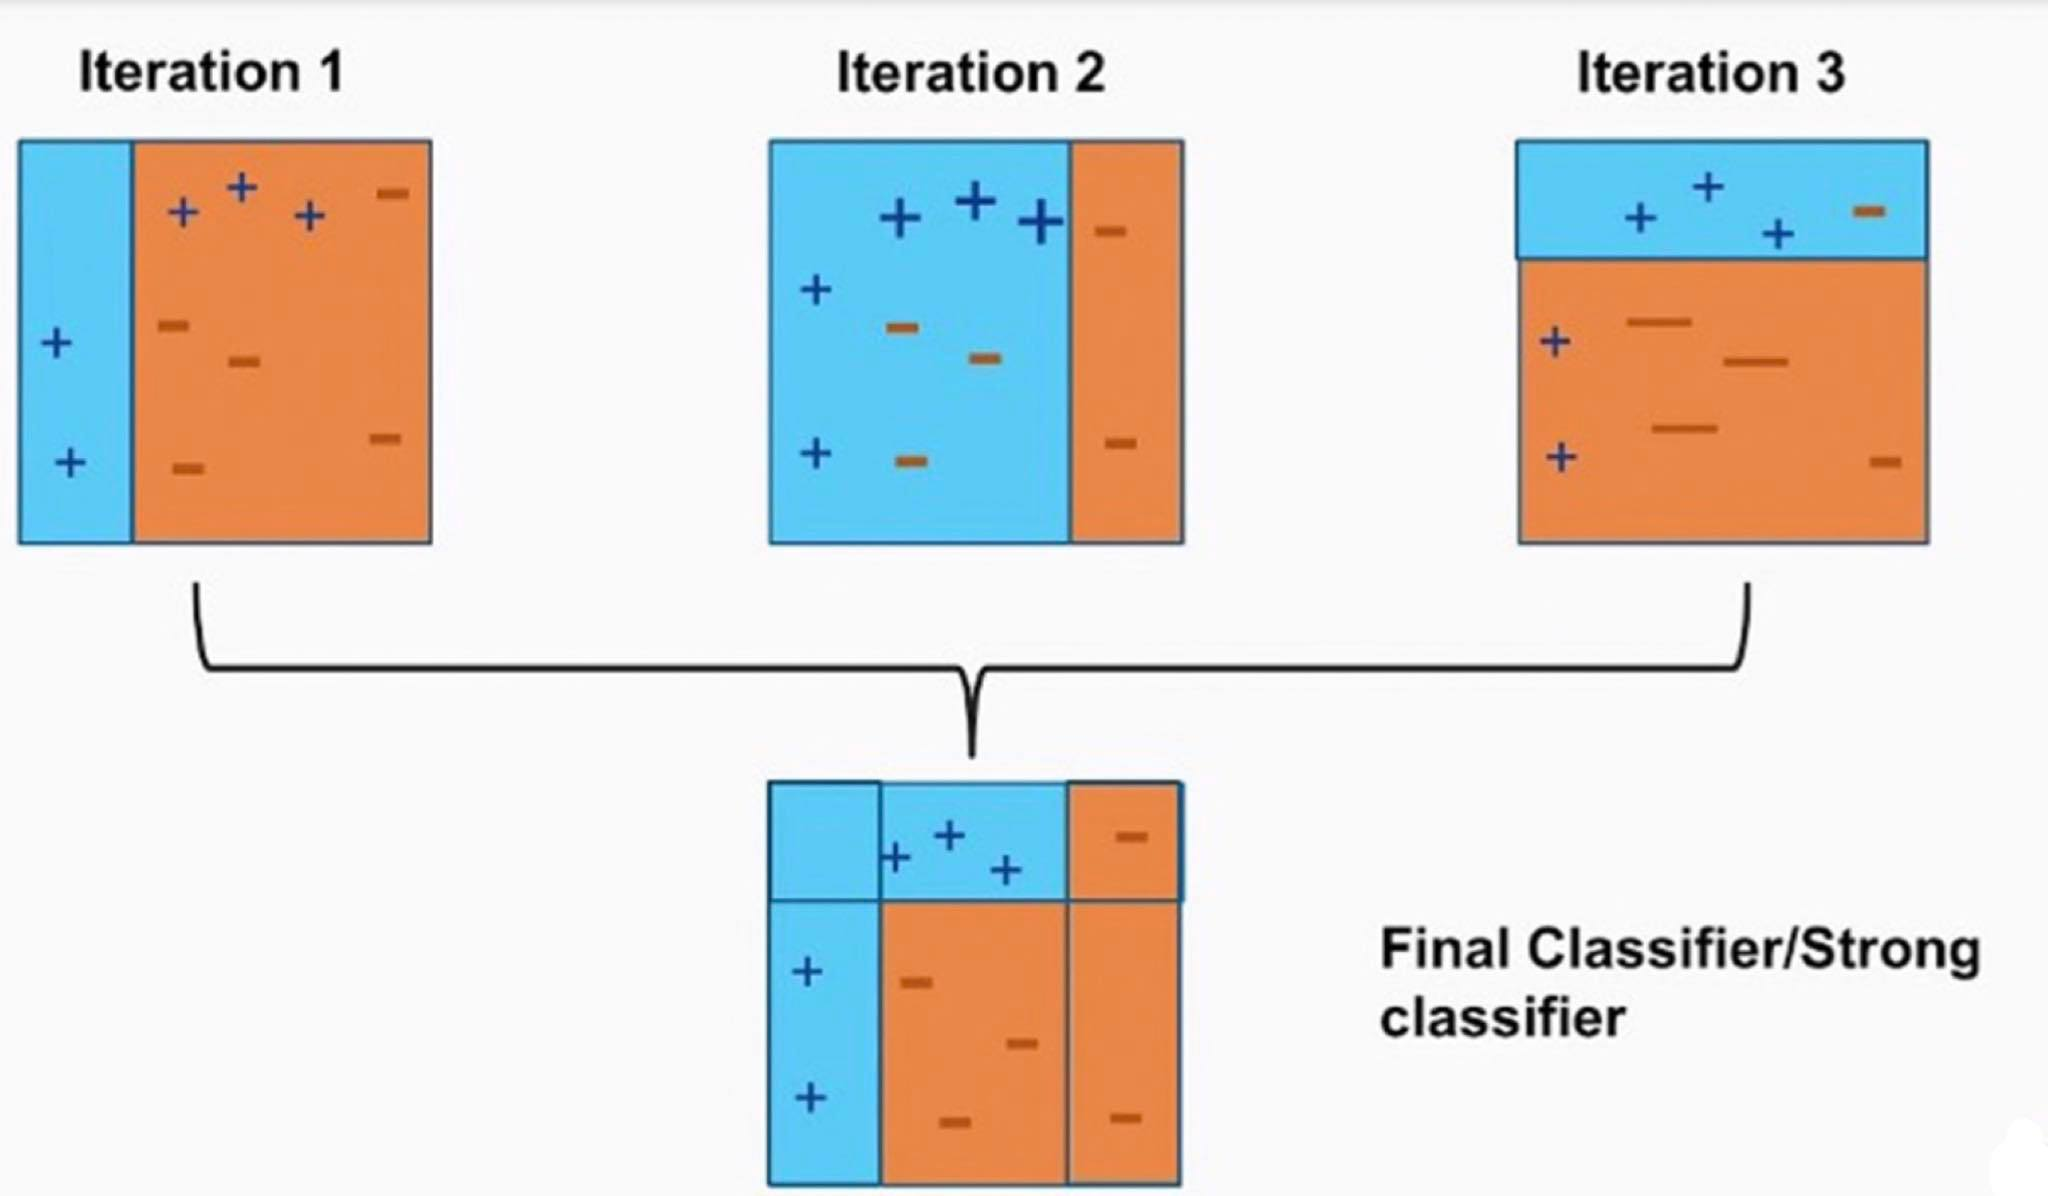 Iteration 1
Iteration 2
Iteration 3
Final Classifier/Strong
classifier